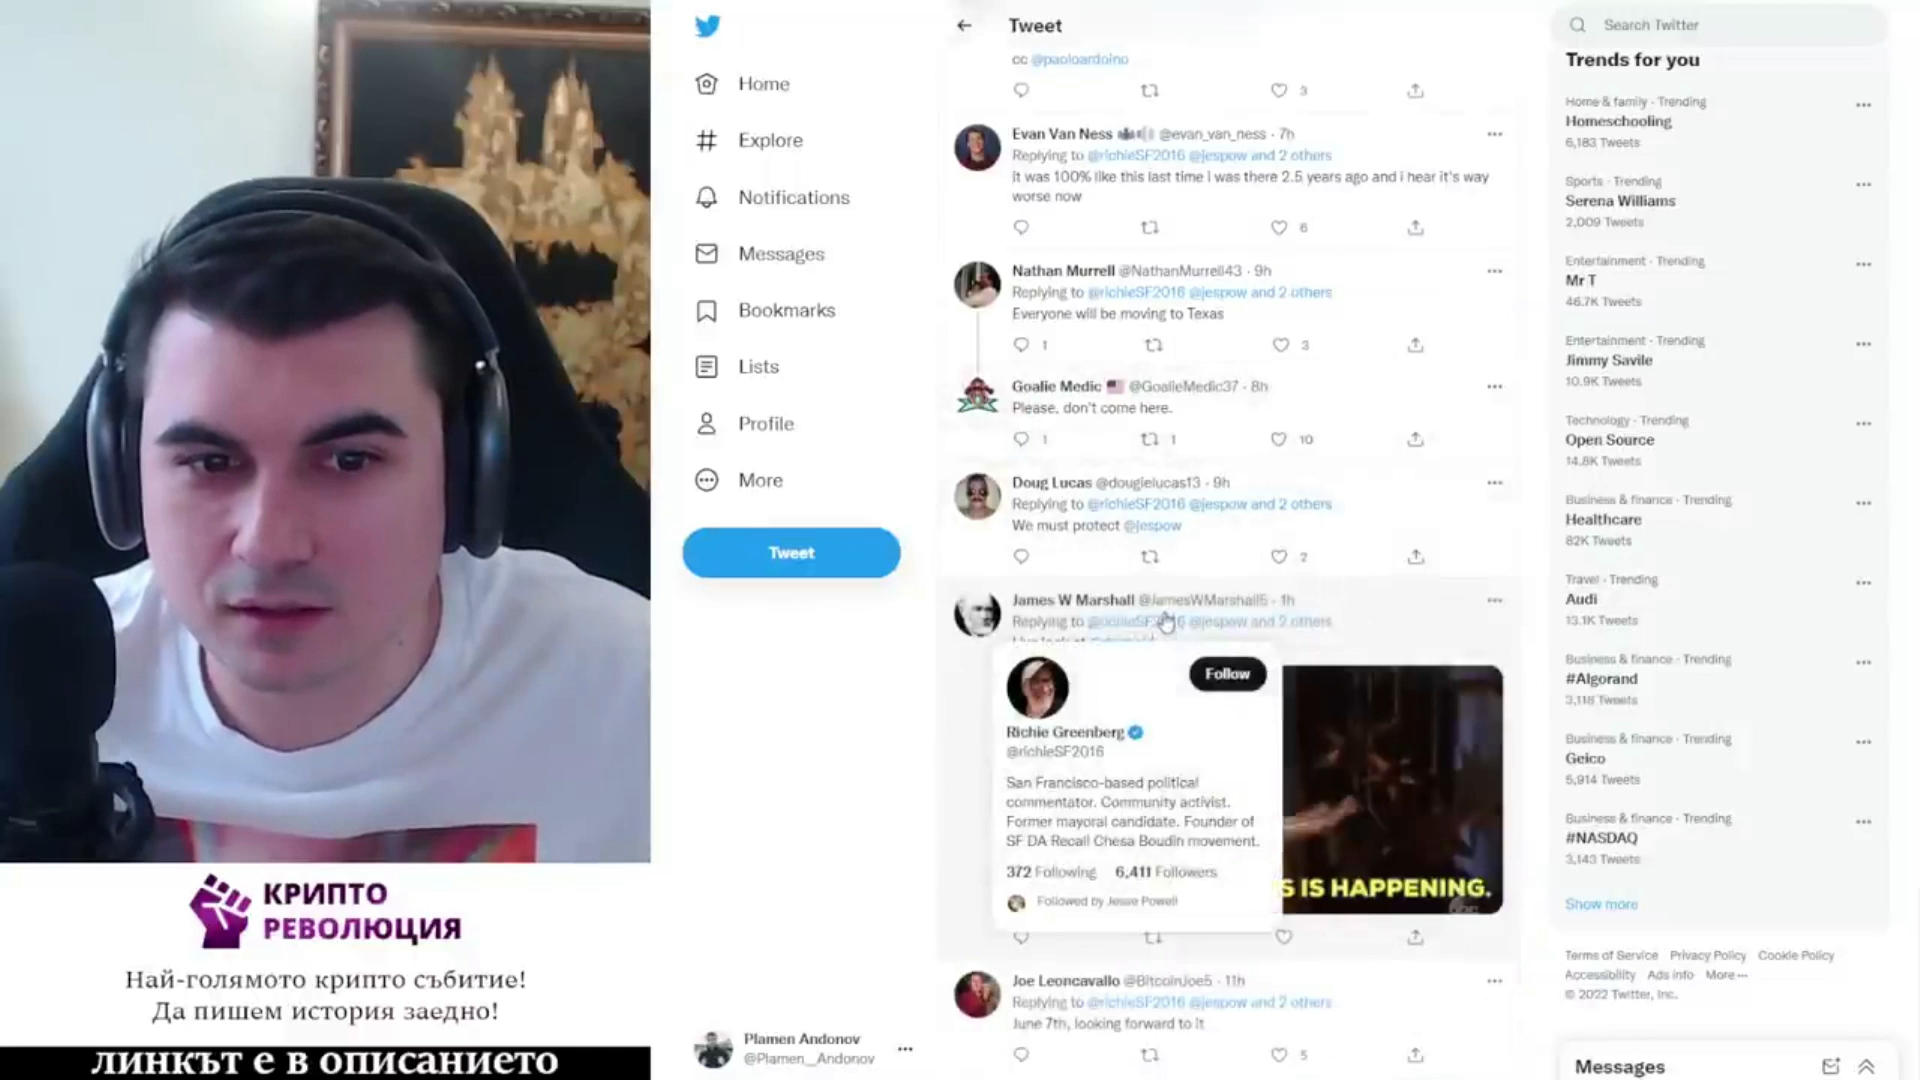 КРИПТО
РЕВОЛЮЦИЯ
Най-голямото крипто събитие!
Да пишем история заедно!
ЛИНКЪТ Е В ОПИСАНИЕТО
Home
Explore
Notifications
Messages
Bookmarks
Lists
Profile
More
Tweet
Plamen Andonov
@Plamen__Andonov
Tweet
cc @paoloardoino
3
Evan Van Ness @evan_van_ness · 7h
Replying to @richieSF2016 @jespow and 2 others
it was 100% like this last time i was there 2.5 years ago and i hear it's way
worse now
6
Nathan Murrell @NathanMurrell43 · 9h
Replying to @richieSF2016 @jespow and 2 others
Everyone will be moving to Texas
1 3
Goalie Medic @GoalieMedic37 · 8h
Please, don't come here.
1 1 10
Doug Lucas @dougielucas13 · 9h
Replying to @richieSF2016 @jespow and 2 others
We must protect @jespow
2
James W Marshall @JamesWMarshall5 · 1h
Replying to @richieSF2016 @jespow and 2 others
Follow
Richie Greenberg
@richieSF2016
San Francisco-based political
commentator. Community activist.
Former mayoral candidate. Founder of
SF DA Recall Chesa Boudin movement.
372 Following 6,411 Followers
Followed by Jesse Powell
S IS HAPPENING.
abc
Joe Leoncavallo @BitcoinJoe5 · 11h
Replying to @richieSF2016 @jespow and 2 others
June 7th, looking forward to it
5
Search Twitter
Trends for you
Home & family · Trending
Homeschooling
6,183 Tweets
Sports · Trending
Serena Williams
2,009 Tweets
Entertainment · Trending
Mr T
46.7K Tweets
Entertainment · Trending
Jimmy Savile
10.9K Tweets
Technology · Trending
Open Source
14.8K Tweets
Business & finance · Trending
Healthcare
82K Tweets
Travel · Trending
Audi
13.1K Tweets
Business & finance · Trending
#Algorand
3,118 Tweets
Business & finance · Trending
Geico
5,914 Tweets
Business & finance · Trending
#NASDAQ
3,143 Tweets
Show more
Terms of Service Privacy Policy Cookie Policy
Accessibility Ads info More ···
© 2022 Twitter, Inc.
Messages